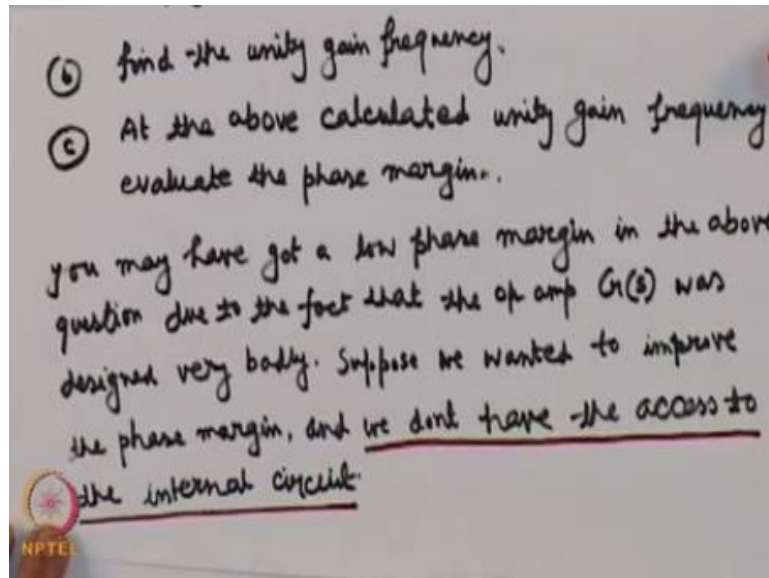 (b) find the unity gain frequency.
(c) At the above calculated unity gain frequency
evaluate the phase margin..
you may have got a low phase margin in the above
question due to the fact that the op amp G(s) was
designed very badly. Suppose we wanted to improve
the phase margin, and we dont have the access to
the internal circuit.
NPTEL